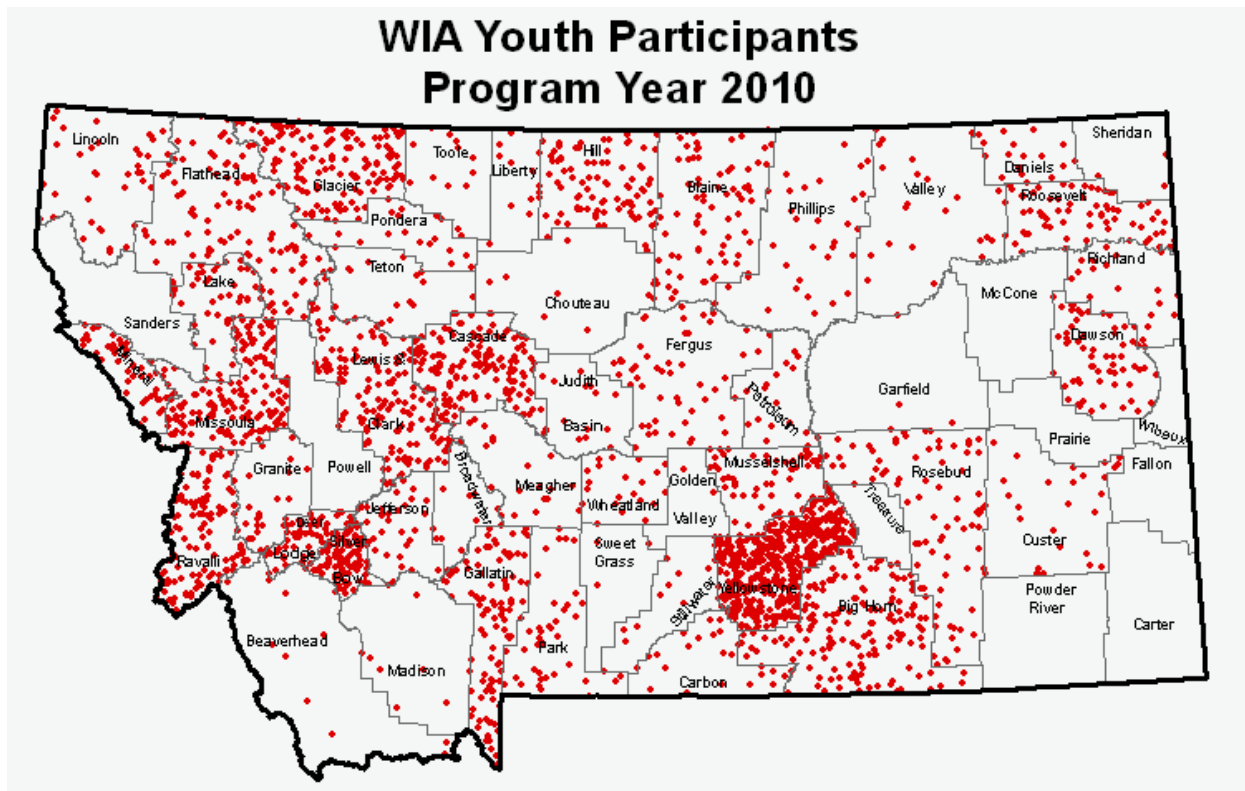 WIA Youth Participants
Program Year 2010
Lincoln
Flathead
Glacier
Toole
Liberty
Hill
Blaine
Phillips
Valley
Daniels
Sheridan
Roosevelt
Pondera
Teton
Lake
Sanders
Chouteau
McCone
Richland
Dawson
Mineral
Missoula
Lewis &
Clark
Cascade
Judith
Basin
Fergus
Petroleum
Garfield
Prairie
Wibaux
Granite
Powell
Broadwater
Meagher
Wheatland
Golden
Valley
Musselshell
Treasure
Rosebud
Fallon
Jefferson
Deer
Lodge
Silver
Bow
Ravalli
Gallatin
Sweet
Grass
Stillwater
Yellowstone
Big Horn
Custer
Powder
River
Carter
Beaverhead
Madison
Park
Carbon